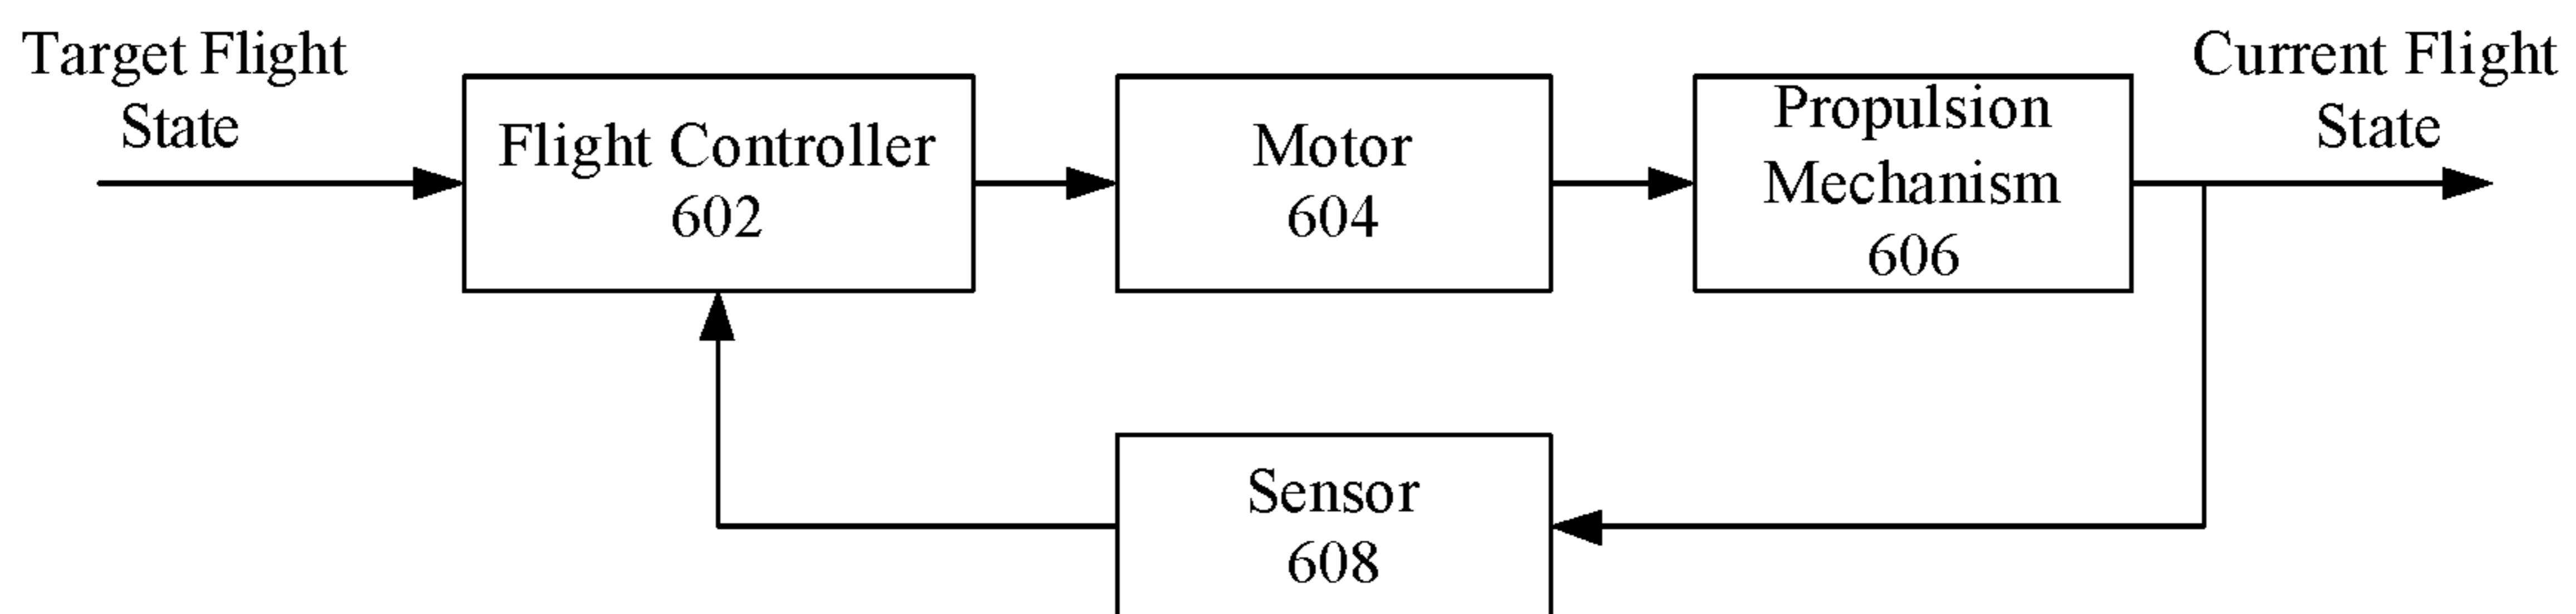 Target Flight
State
Flight Controller
602
Motor
604
Propulsion
Mechanism
606
Current Flight
State
Sensor
608